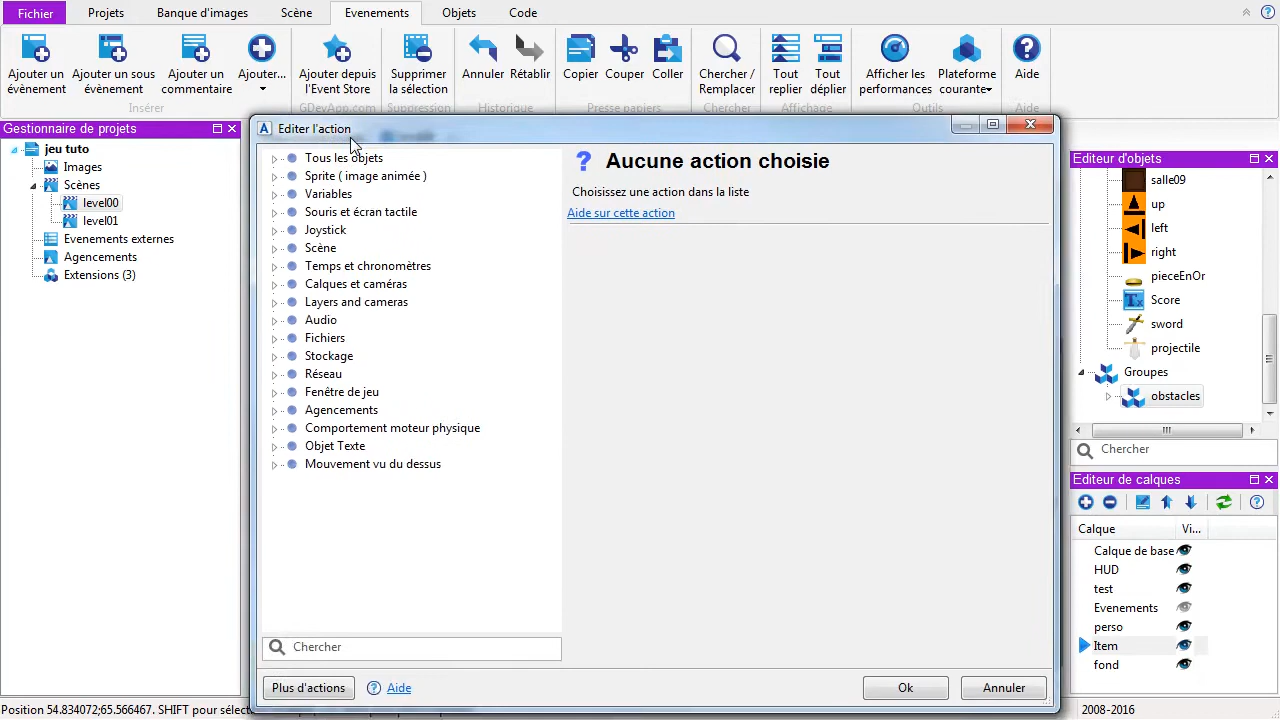 Fichier
Projets
Banque d'images
Scène
Evenements
Objets
Code
Ajouter un évènement
Ajouter un sous évènement
Ajouter un commentaire
Ajouter...
Insérer
Ajouter depuis l'Event Store
GDevApp.com
Supprimer la sélection
Suppression
Annuler
Rétablir
Historique
Copier
Couper
Coller
Presse papiers
Chercher / Remplacer
Chercher
Tout replier
Tout déplier
Affichage
Afficher les performances
Plateforme courante
Outils
Aide
Aide
Gestionnaire de projets
jeu tuto
Images
Scènes
level00
level01
Evenements externes
Agencements
Extensions (3)
Editer l'action
Tous les objets
Sprite ( image animée )
Variables
Souris et écran tactile
Joystick
Scène
Temps et chronomètres
Calques et caméras
Layers and cameras
Audio
Fichiers
Stockage
Réseau
Fenêtre de jeu
Agencements
Comportement moteur physique
Objet Texte
Mouvement vu du dessus
Chercher
Plus d'actions
Aide
Aucune action choisie
Choisissez une action dans la liste
Aide sur cette action
Ok
Annuler
Editeur d'objets
salle09
up
left
right
pieceEnOr
Score
sword
projectile
Groupes
obstacles
Chercher
Editeur de calques
Calque
Vi...
Calque de base
HUD
test
Evenements
perso
Item
fond
Position 54.834072;65.566467. SHIFT pour sélec
2008-2016